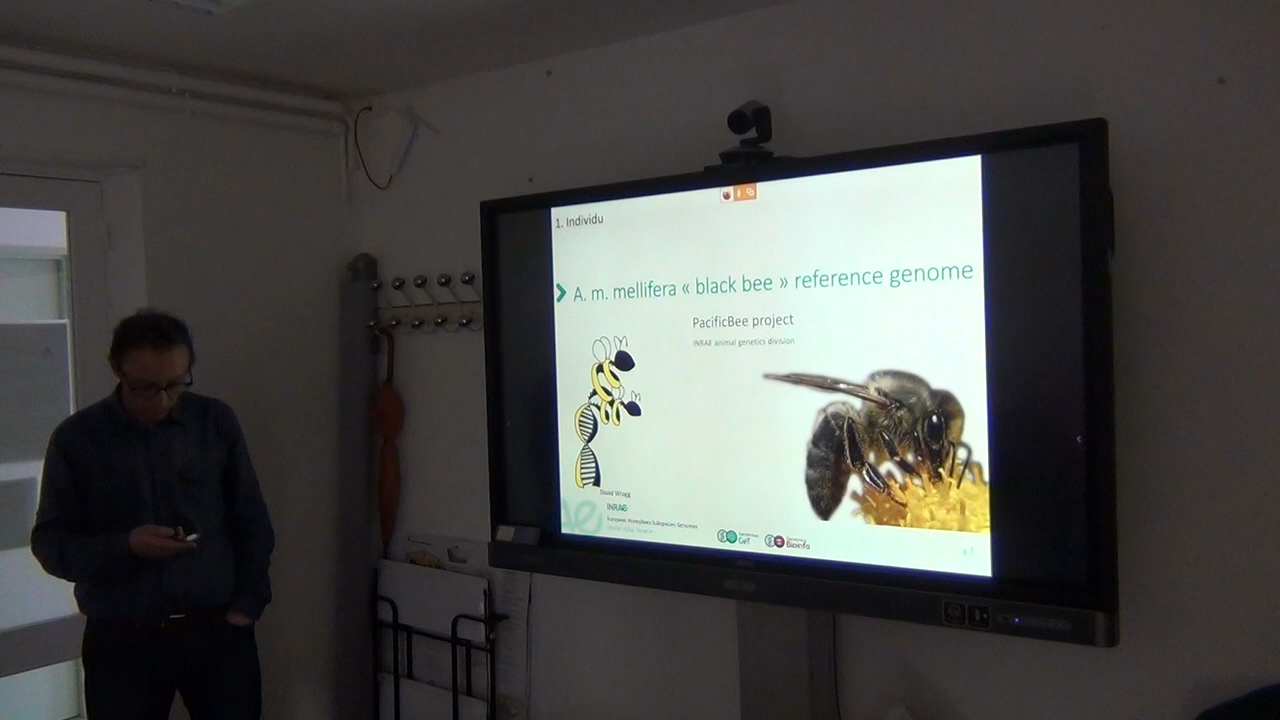 1. Individu
A. m. mellifera « black bee » reference genome
PacificBee project
INRAE animal genetics division
David Wragg
INRAE
European Honeybees Subspecies Genomes
GeT
Bioinfo